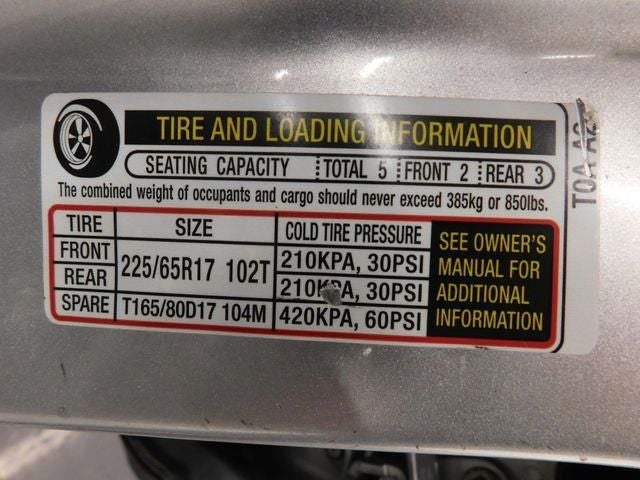 TIRE AND LOADING INFORMATION
SEATING CAPACITY TOTAL 5 FRONT 2 REAR 3
The combined weight of occupants and cargo should never exceed 385kg or 850lbs.
TIRE SIZE COLD TIRE PRESSURE
FRONT 225/65R17 102T 210KPA, 30PSI
REAR 210KPA, 30PSI
SPARE T165/80D17 104M 420KPA, 60PSI
SEE OWNER'S
MANUAL FOR
ADDITIONAL
INFORMATION